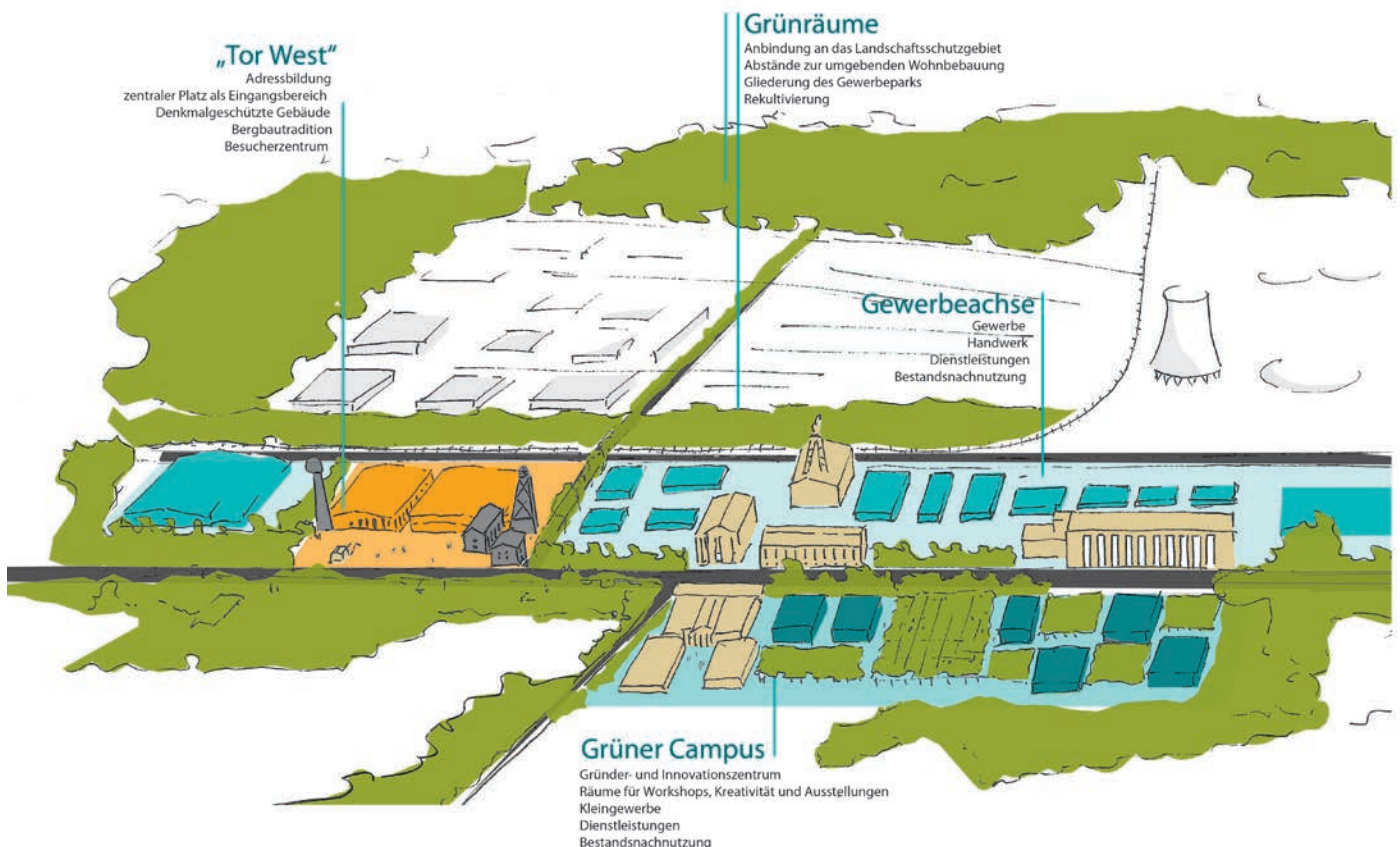 „Tor West“
Adressbildung
zentraler Platz als Eingangsbereich
Denkmalgeschützte Gebäude
Bergbautradition
Besucherzentrum
Grünräume
Anbindung an das Landschaftsschutzgebiet
Abstände zur umgebenden Wohnbebauung
Gliederung des Gewerbeparks
Rekultivierung
Gewerbeachse
Gewerbe
Handwerk
Dienstleistungen
Bestandsnachnutzung
Grüner Campus
Gründer- und Innovationszentrum
Räume für Workshops, Kreativität und Ausstellungen
Kleingewerbe
Dienstleistungen
Bestandsnachnutzung